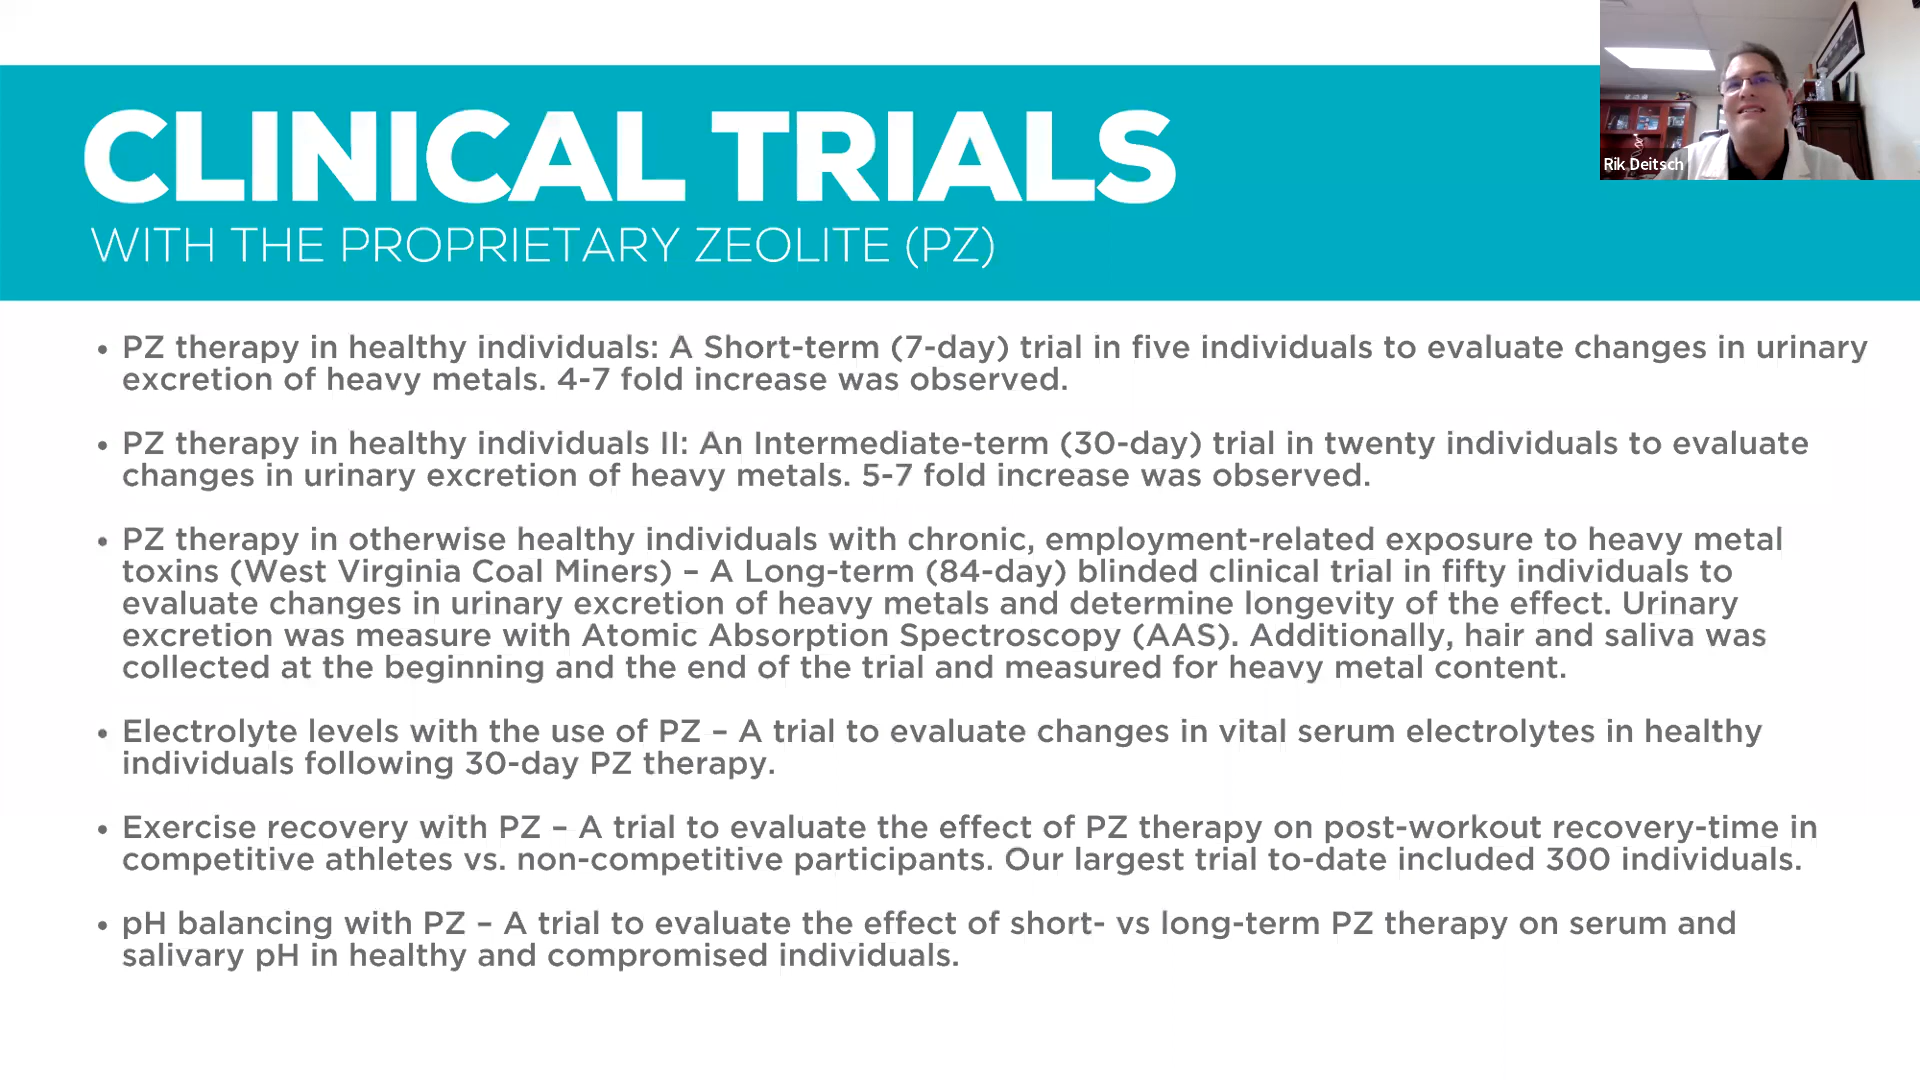 CLINICAL TRIALS
WITH THE PROPRIETARY ZEOLITE (PZ)
Rik Deitsch
• PZ therapy in healthy individuals: A Short-term (7-day) trial in five individuals to evaluate changes in urinary
excretion of heavy metals. 4-7 fold increase was observed.
• PZ therapy in healthy individuals II: An Intermediate-term (30-day) trial in twenty individuals to evaluate
changes in urinary excretion of heavy metals. 5-7 fold increase was observed.
• PZ therapy in otherwise healthy individuals with chronic, employment-related exposure to heavy metal
toxins (West Virginia Coal Miners) – A Long-term (84-day) blinded clinical trial in fifty individuals to
evaluate changes in urinary excretion of heavy metals and determine longevity of the effect. Urinary
excretion was measure with Atomic Absorption Spectroscopy (AAS). Additionally, hair and saliva was
collected at the beginning and the end of the trial and measured for heavy metal content.
• Electrolyte levels with the use of PZ – A trial to evaluate changes in vital serum electrolytes in healthy
individuals following 30-day PZ therapy.
• Exercise recovery with PZ – A trial to evaluate the effect of PZ therapy on post-workout recovery-time in
competitive athletes vs. non-competitive participants. Our largest trial to-date included 300 individuals.
• pH balancing with PZ – A trial to evaluate the effect of short- vs long-term PZ therapy on serum and
salivary pH in healthy and compromised individuals.